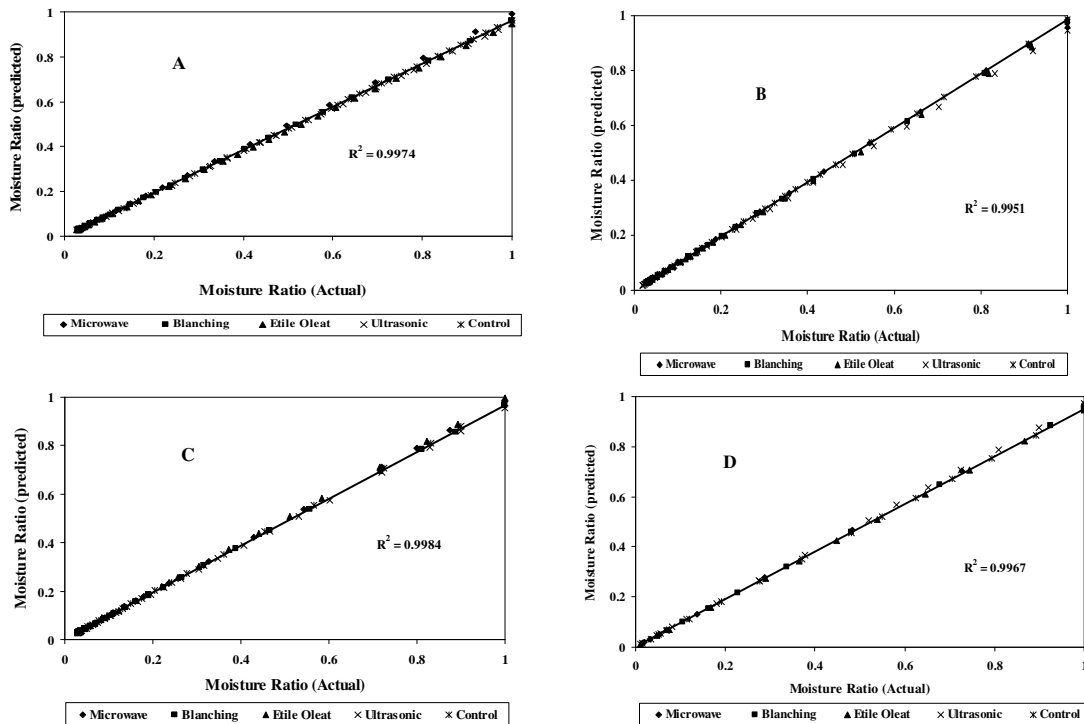 1
0.8
0.6
0.4
0.2
0
Moisture Ratio (predicted)
A
R² = 0.9974
0 0.2 0.4 0.6 0.8 1
Moisture Ratio (Actual)
Microwave Blanching Etile Oleat Ultrasonic Control
1
0.8
0.6
0.4
0.2
0
Moisture Ratio (predicted)
B
R² = 0.9951
0 0.2 0.4 0.6 0.8 1
Moisture Ratio (Actual)
Microwave Blanching Etile Oleat Ultrasonic Control
1
0.8
0.6
0.4
0.2
0
Moisture Ratio (predicted)
C
R² = 0.9984
0 0.2 0.4 0.6 0.8 1
Moisture Ratio (Actual)
Microwave Blanching Etile Oleat Ultrasonic Control
1
0.8
0.6
0.4
0.2
0
Moisture Ratio (predicted)
D
R² = 0.9967
0 0.2 0.4 0.6 0.8 1
Moisture Ratio (Actual)
Microwave Blanching Etile Oleat Ultrasonic Control